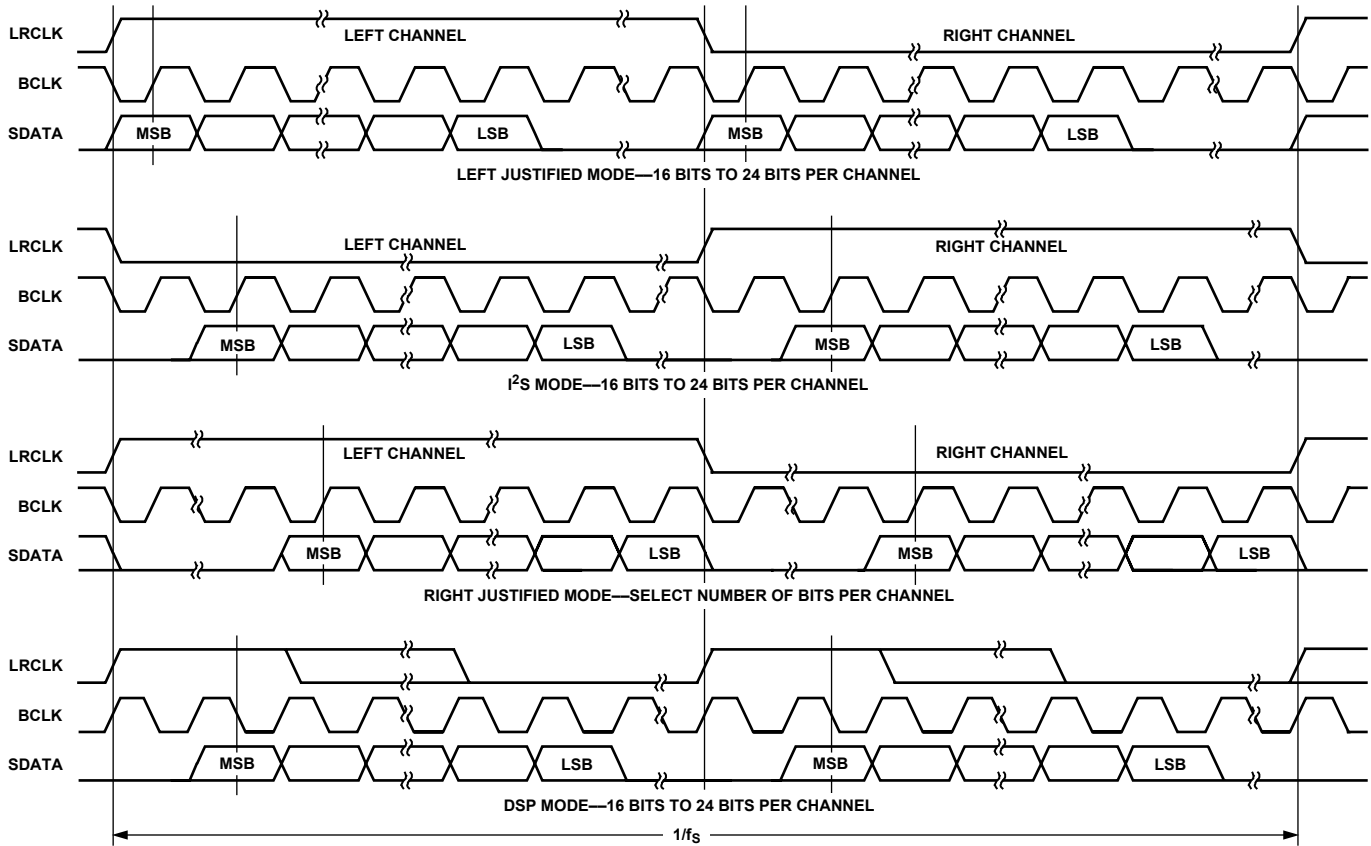 LRCLK
LEFT CHANNEL
RIGHT CHANNEL
BCLK
SDATA
MSB
LSB
MSB
LSB
LEFT JUSTIFIED MODE—16 BITS TO 24 BITS PER CHANNEL
LRCLK
LEFT CHANNEL
RIGHT CHANNEL
BCLK
SDATA
MSB
LSB
MSB
LSB
I²S MODE—16 BITS TO 24 BITS PER CHANNEL
LRCLK
LEFT CHANNEL
RIGHT CHANNEL
BCLK
SDATA
MSB
LSB
MSB
LSB
RIGHT JUSTIFIED MODE—SELECT NUMBER OF BITS PER CHANNEL
LRCLK
BCLK
SDATA
MSB
LSB
MSB
LSB
DSP MODE—16 BITS TO 24 BITS PER CHANNEL
1/fS